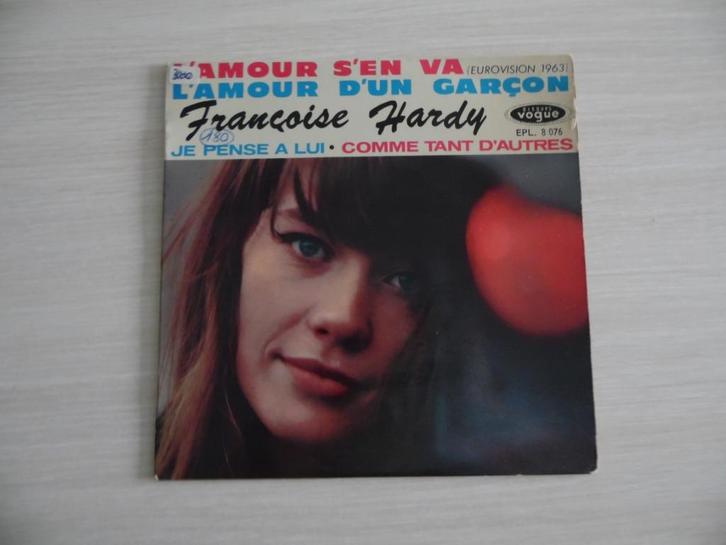 L'AMOUR S'EN VA (EUROVISION 1963)
L'AMOUR D'UN GARÇON
Françoise Hardy
DISQUES
VOGUE
EPL. 8 076
JE PENSE A LUI • COMME TANT D'AUTRES
130